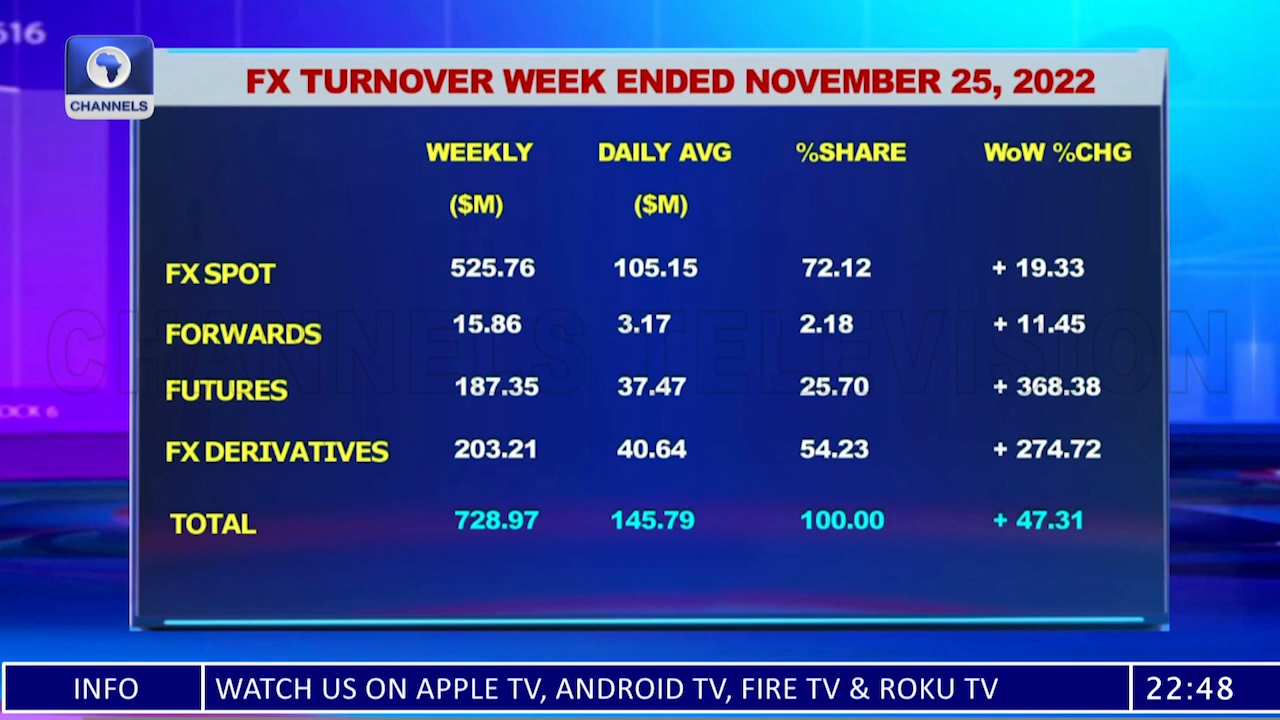 616
CHANNELS
FX TURNOVER WEEK ENDED NOVEMBER 25, 2022
WEEKLY DAILY AVG %SHARE WoW %CHG
($M) ($M)
FX SPOT 525.76 105.15 72.12 + 19.33
FORWARDS 15.86 3.17 2.18 + 11.45
CHANNELS TELEVISION
FUTURES 187.35 37.47 25.70 + 368.38
FX DERIVATIVES 203.21 40.64 54.23 + 274.72
TOTAL 728.97 145.79 100.00 + 47.31
INFO WATCH US ON APPLE TV, ANDROID TV, FIRE TV & ROKU TV 22:48